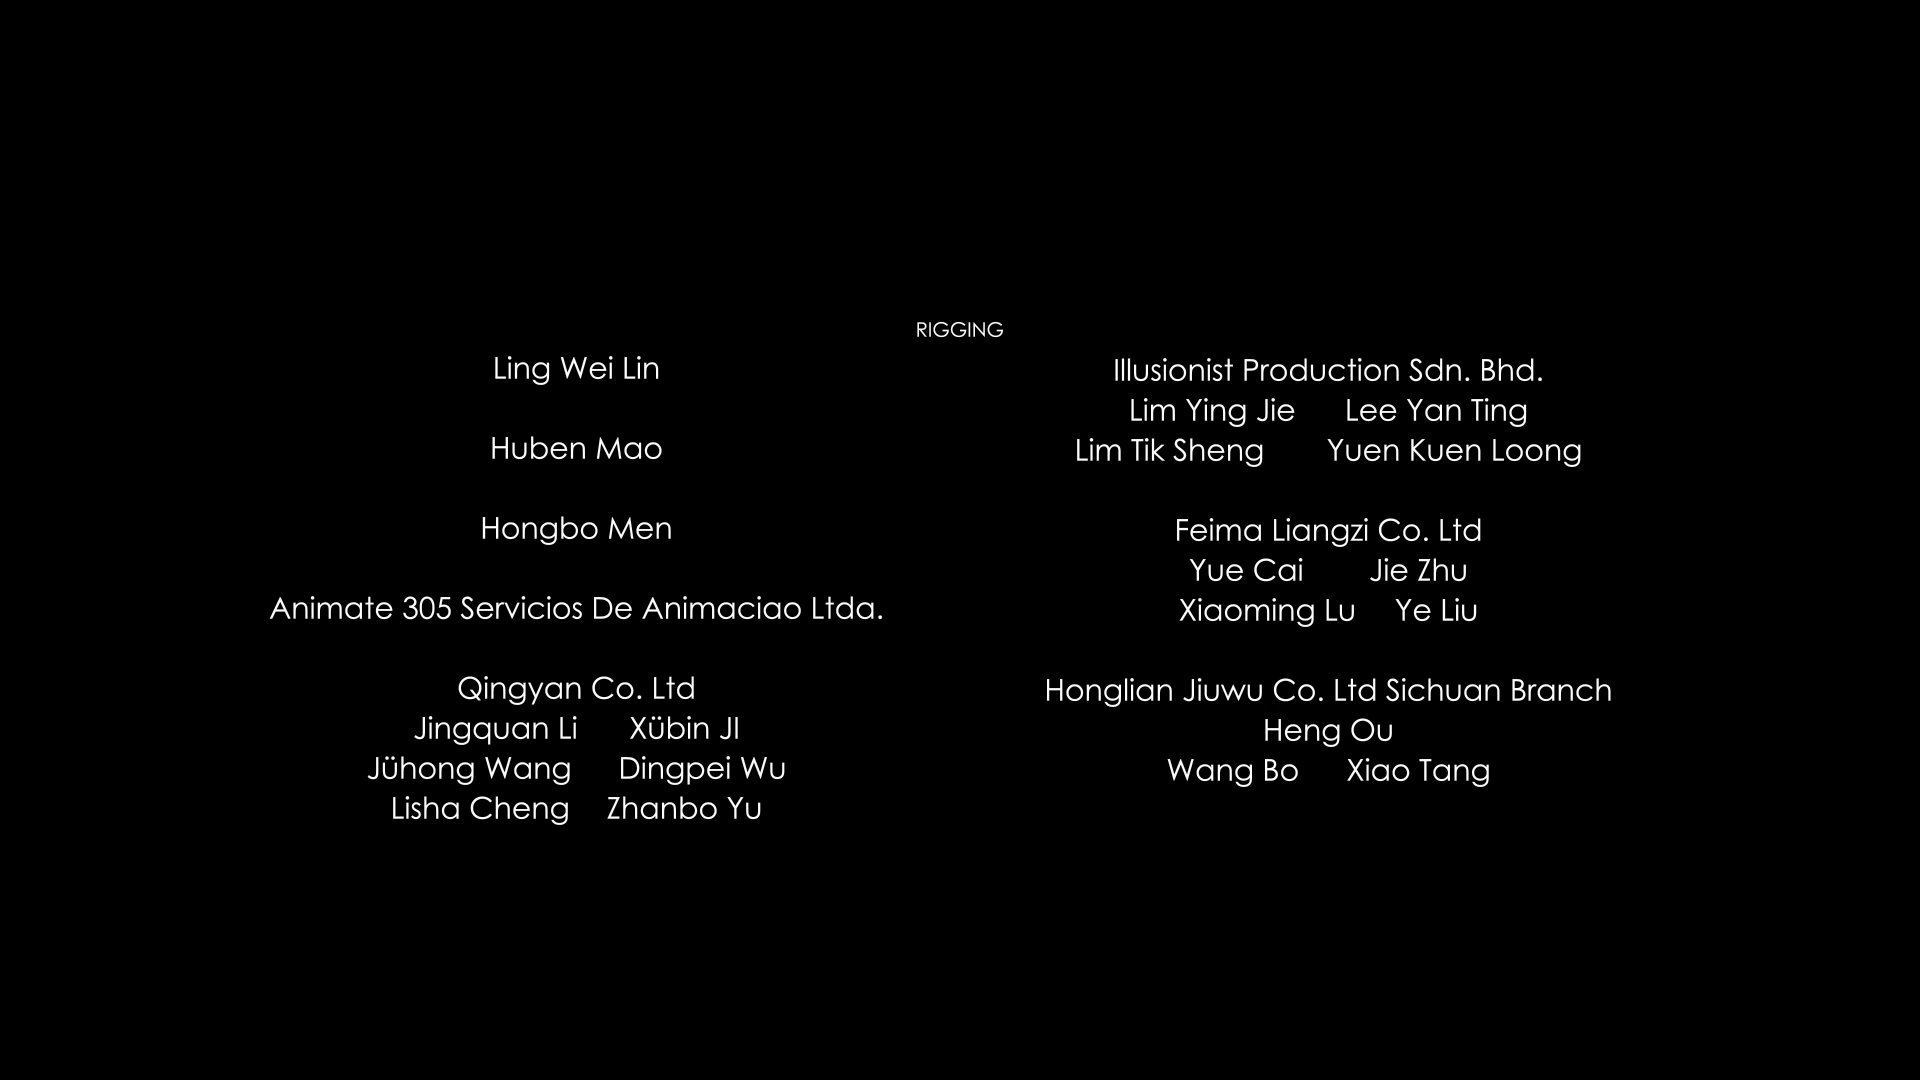 RIGGING
Ling Wei Lin
Huben Mao
Hongbo Men
Animate 305 Servicios De Animaciao Ltda.
Qingyan Co. Ltd
Jingquan Li Xübin JI
Jühong Wang Dingpei Wu
Lisha Cheng Zhanbo Yu
Illusionist Production Sdn. Bhd.
Lim Ying Jie Lee Yan Ting
Lim Tik Sheng Yuen Kuen Loong
Feima Liangzi Co. Ltd
Yue Cai Jie Zhu
Xiaoming Lu Ye Liu
Honglian Jiuwu Co. Ltd Sichuan Branch
Heng Ou
Wang Bo Xiao Tang